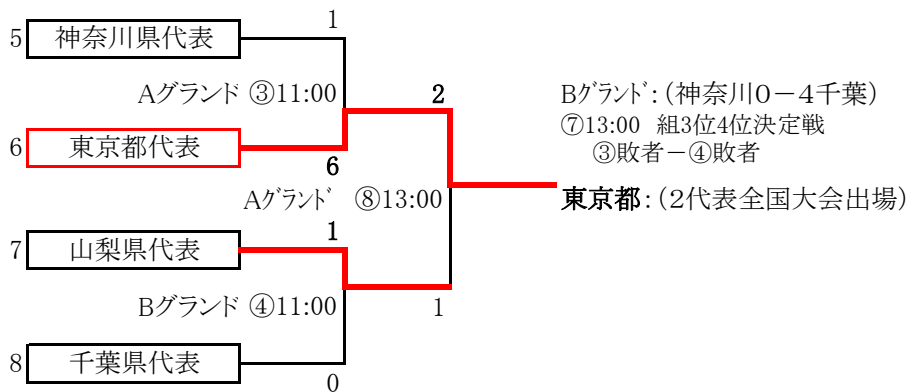 1
5 神奈川県代表
Aグランド ③11:00
2
Bグランド:(神奈川0－4千葉)
⑦13:00 組3位4位決定戦
③敗者－④敗者
6 東京都代表
6
Aグランド ⑧13:00
東京都:(2代表全国大会出場)
1
7 山梨県代表
Bグランド ④11:00
1
8 千葉県代表
0